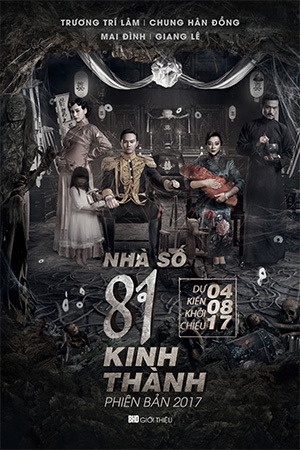 TRƯƠNG TRÍ LÂM | CHUNG HÂN ĐỒNG
MAI ĐÌNH | GIANG LÊ
NHÀ SỐ
81
KINH
THÀNH
PHIÊN BẢN 2017
DỰ
KIẾN
KHỞI
CHIẾU
04
08
17
BHD GIỚI THIỆU